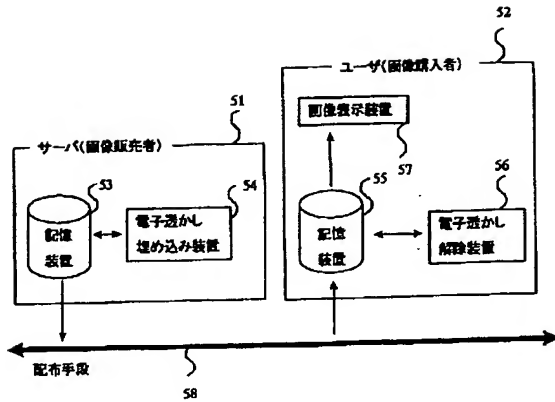 52
ユーザ(画像購入者)
画像表示装置
57
51
サーバ(画像販売者)
53
記憶
装置
54
電子透かし
埋め込み装置
55
記憶
装置
56
電子透かし
解除装置
配布手段
58